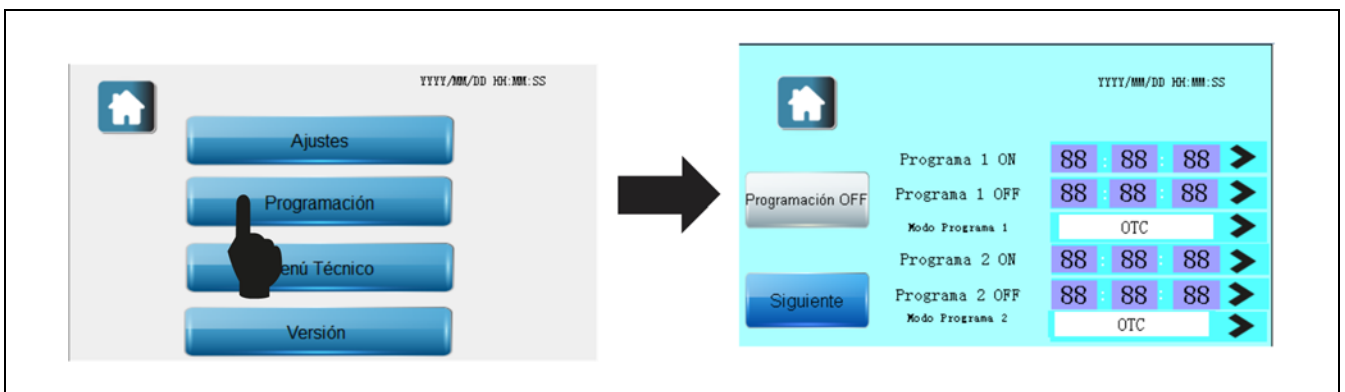 YYYY/MM/DD HH:MM:SS
Ajustes
Programación
enú Técnico
Versión
YYYY/MM/DD HH:MM:SS
Programa 1 ON 88 : 88 : 88
Programación OFF
Programa 1 OFF 88 : 88 : 88
Modo Programa 1 OTC
Programa 2 ON 88 : 88 : 88
Siguiente
Programa 2 OFF 88 : 88 : 88
Modo Programa 2 OTC